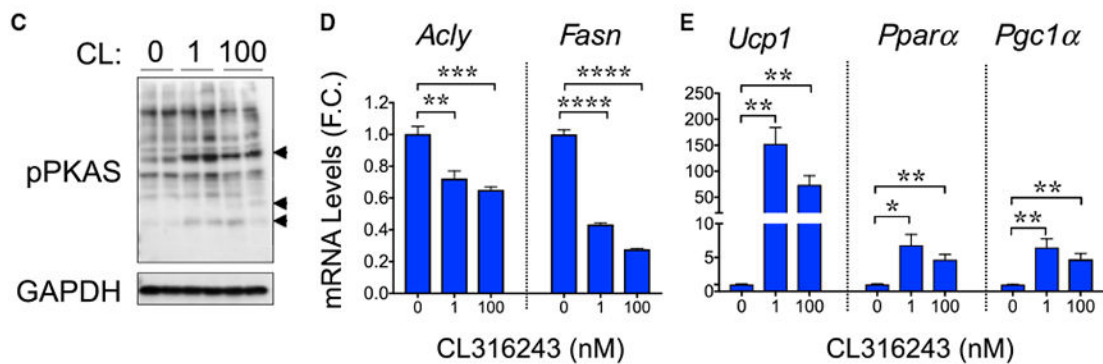 C
CL: 0 1 100
pPKAS
GAPDH
D
Acly Fasn
mRNA Levels (F.C.)
1.2
1.0
0.8
0.6
0.4
0.2
0.0
*** ****
** ****
0 1 100 0 1 100
CL316243 (nM)
E
Ucp1 Pparα Pgc1α
250
200
150
100
50
10
5
0
**
**
** **
* **
0 1 100 0 1 100 0 1 100
CL316243 (nM)